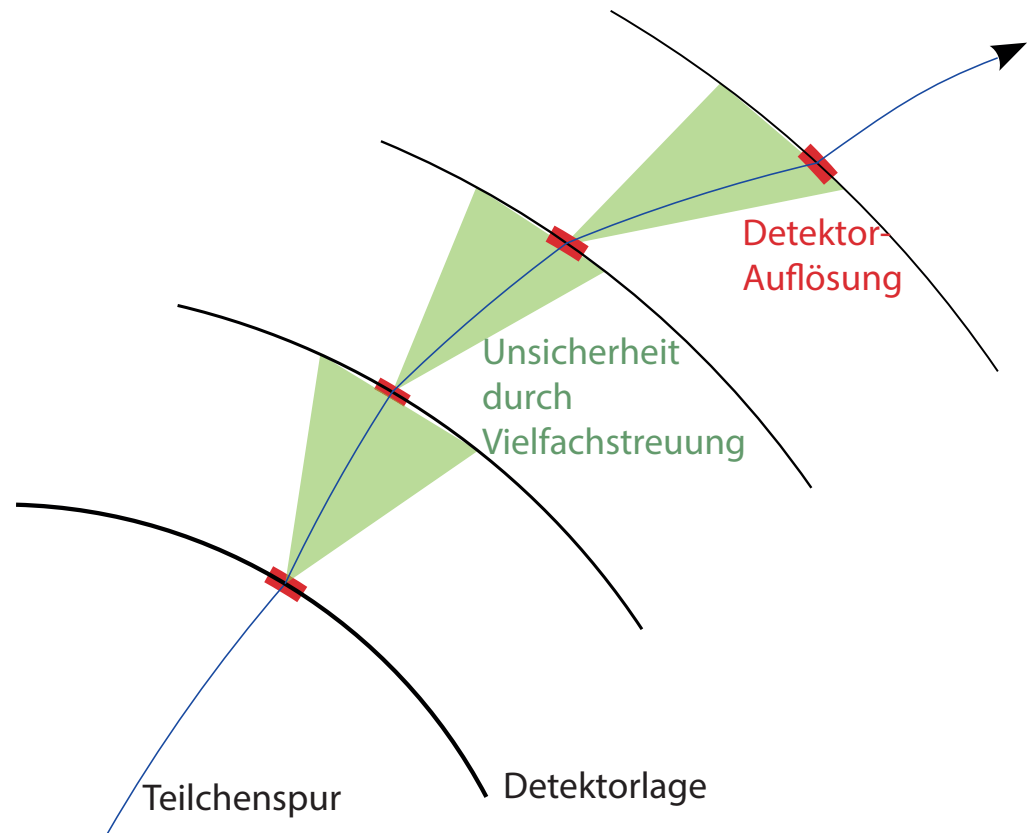 Detektor-
Auflösung
Unsicherheit
durch
Vielfachstreuung
Teilchenspur
Detektorlage